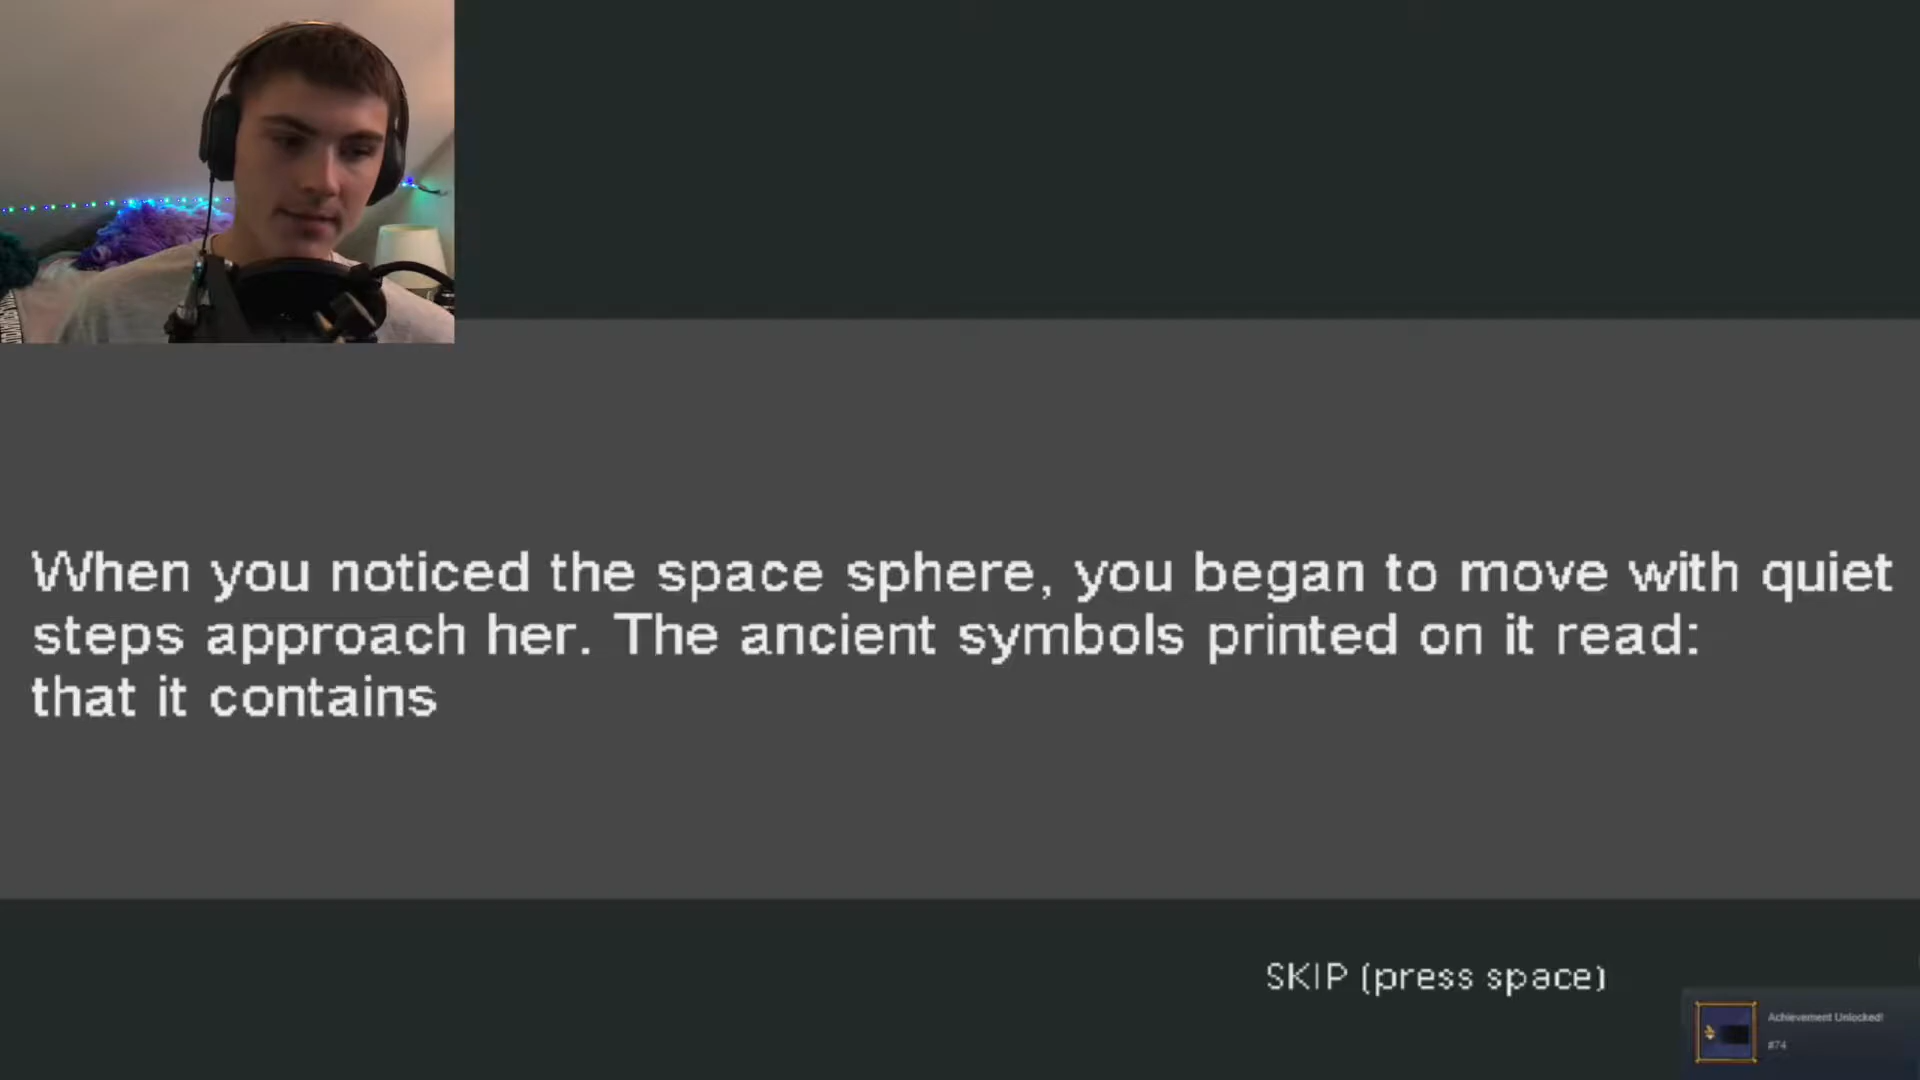 When you noticed the space sphere, you began to move with quiet
steps approach her. The ancient symbols printed on it read:
that it contains
SKIP (press space)
Achievement Unlocked!
#74